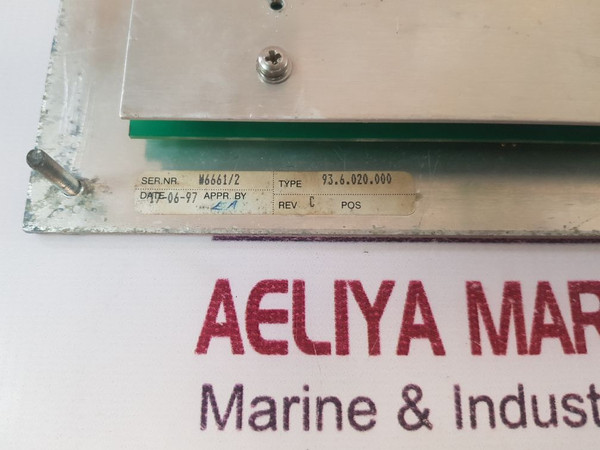 SER.NR. W6661/2 TYPE 93.6.020.000
DATE 17-06-97 APPR. BY
REV C POS
AELIYA MAR
Marine & Indust